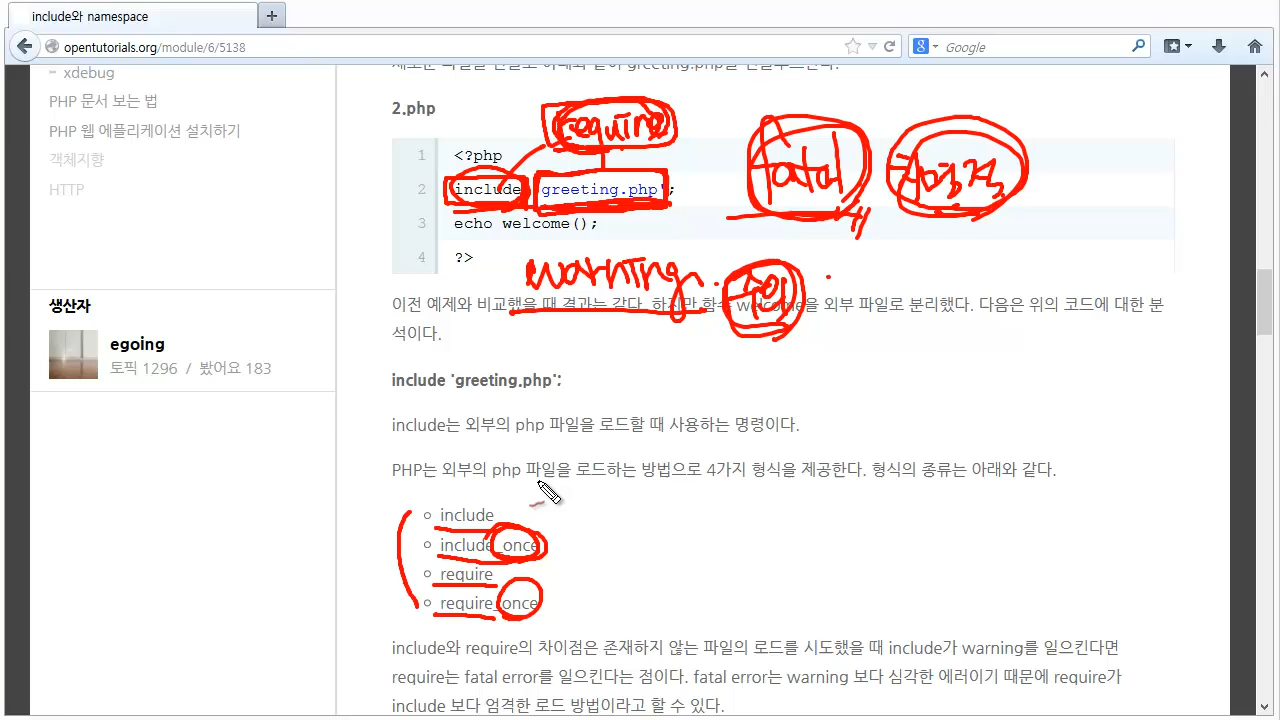 include와 namespace
opentutorials.org/module/6/5138
Google
xdebug
PHP 문서 보는 법
PHP 웹 에플리케이션 설치하기
객체지향
HTTP
생산자
egoing
토픽 1296 / 봤어요 183
2.php
require
1 <?php
2 include 'greeting.php';
3 echo welcome();
4 ?>
fatal
warning.
이전 예제와 비교했을 때 결과는 같다. 하지만 함수 welcome을 외부 파일로 분리했다. 다음은 위의 코드에 대한 분
석이다.
include 'greeting.php';
include는 외부의 php 파일을 로드할 때 사용하는 명령이다.
PHP는 외부의 php 파일을 로드하는 방법으로 4가지 형식을 제공한다. 형식의 종류는 아래와 같다.
include
include_once
require
require_once
include와 require의 차이점은 존재하지 않는 파일의 로드를 시도했을 때 include가 warning를 일으킨다면
require는 fatal error를 일으킨다는 점이다. fatal error는 warning 보다 심각한 에러이기 때문에 require가
include 보다 엄격한 로드 방법이라고 할 수 있다.